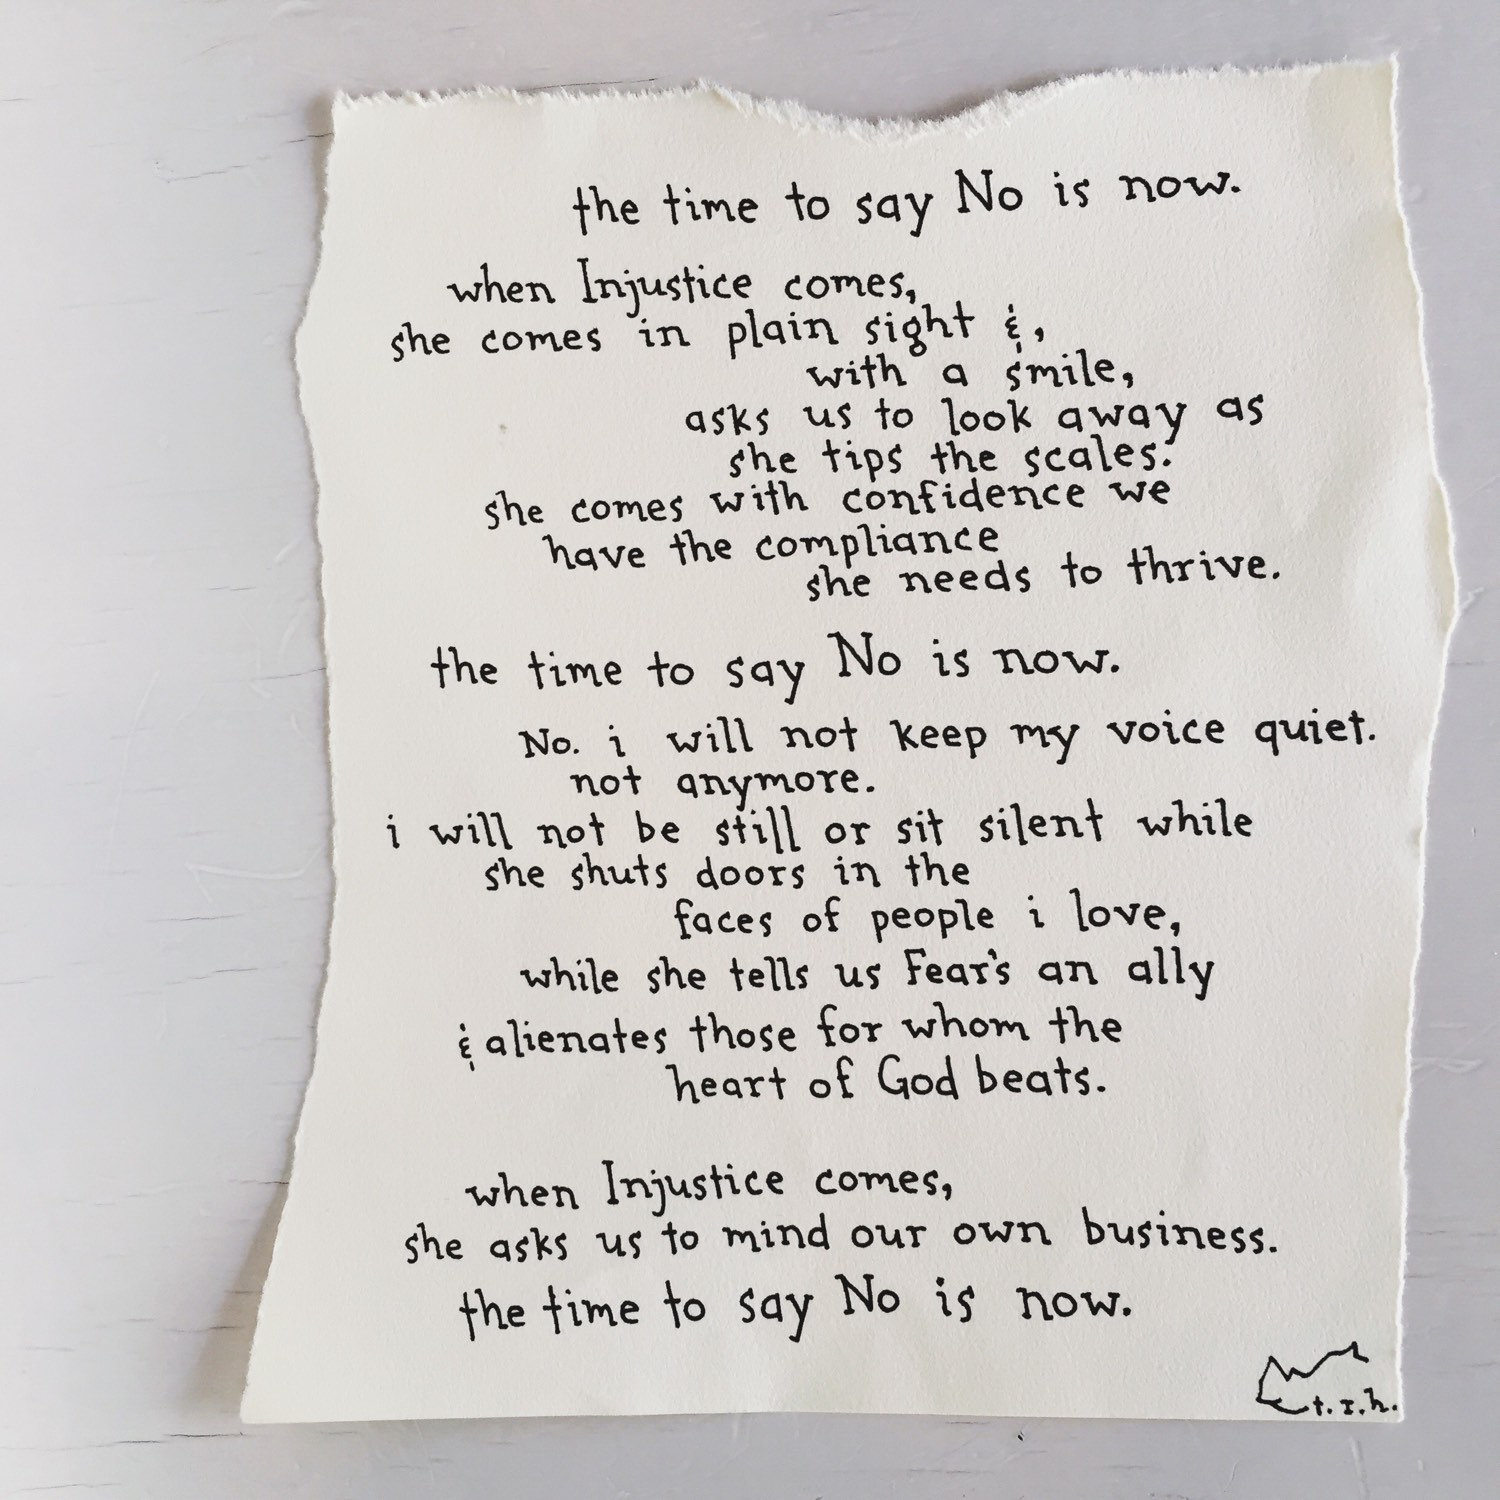 the time to say No is now.
when Injustice comes,
she comes in plain sight &,
with a smile,
asks us to look away as
she tips the scales.
she comes with confidence we
have the compliance
she needs to thrive.
the time to say No is now.
No. i will not keep my voice quiet.
not anymore.
i will not be still or sit silent while
she shuts doors in the
faces of people i love,
while she tells us Fear's an ally
& alienates those for whom the
heart of God beats.
when Injustice comes,
she asks us to mind our own business.
the time to say No is now.
t.r.h.